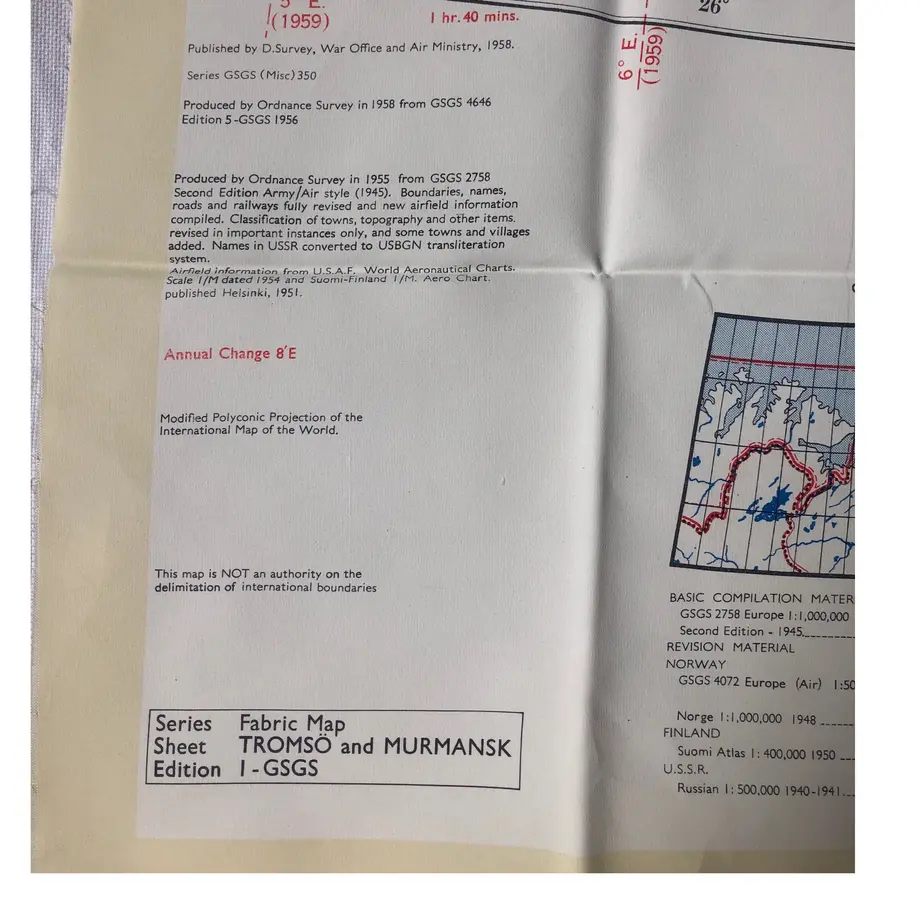 5° E.
(1959)
1 hr. 40 mins.
26°
6° E.
(1959)
Published by D.Survey, War Office and Air Ministry, 1958.
Series GSGS (Misc) 350
Produced by Ordnance Survey in 1958 from GSGS 4646
Edition 5-GSGS 1956
Produced by Ordnance Survey in 1955 from GSGS 2758
Second Edition Army/Air style (1945). Boundaries, names,
roads and railways fully revised and new airfield information
compiled. Classification of towns, topography and other items.
revised in important instances only, and some towns and villages
added. Names in USSR converted to USBGN transliteration
system.
Airfield information from U.S.A.F. World Aeronautical Charts.
Scale 1/M dated 1954 and Suomi-Finland 1/M. Aero Chart.
published Helsinki, 1951.
Annual Change 8'E
Modified Polyconic Projection of the
International Map of the World.
This map is NOT an authority on the
delimitation of international boundaries
Series Fabric Map
Sheet TROMSÖ and MURMANSK
Edition 1-GSGS
BASIC COMPILATION MATER
GSGS 2758 Europe 1:1,000,000
Second Edition - 1945
REVISION MATERIAL
NORWAY
GSGS 4072 Europe (Air) 1:50
Norge 1:1,000,000 1948
FINLAND
Suomi Atlas 1: 400,000 1950
U.S.S.R.
Russian 1: 500,000 1940-1941